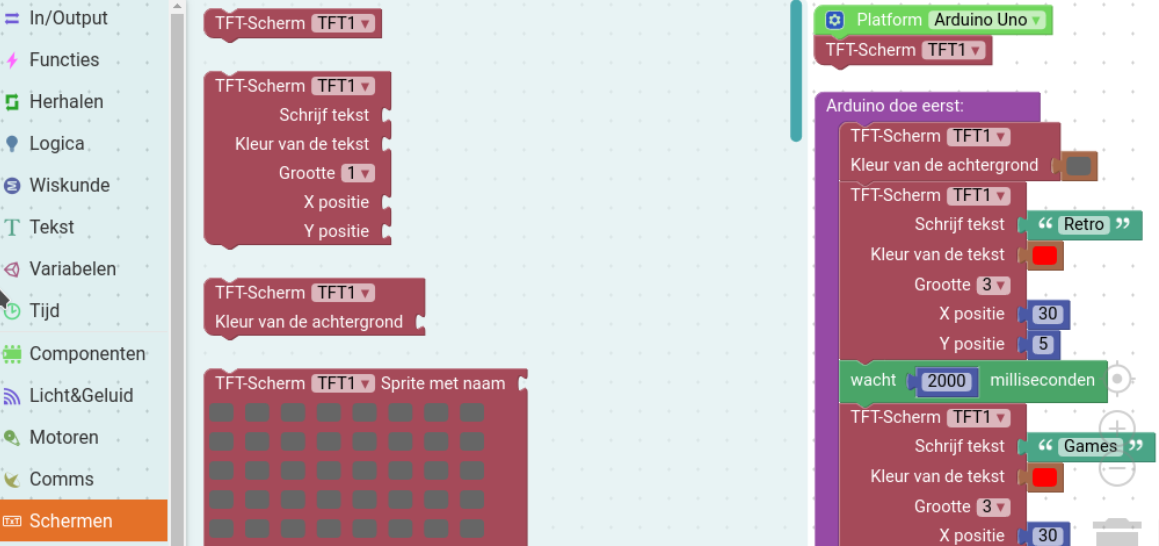 In/Output
Functies
Herhalen
Logica
Wiskunde
Tekst
Variabelen
Tijd
Componenten
Licht&Geluid
Motoren
Comms
TXT Schermen
TFT-Scherm TFT1
TFT-Scherm TFT1
Schrijf tekst
Kleur van de tekst
Grootte 1
X positie
Y positie
TFT-Scherm TFT1
Kleur van de achtergrond
TFT-Scherm TFT1 Sprite met naam
Platform Arduino Uno
TFT-Scherm TFT1
Arduino doe eerst:
TFT-Scherm TFT1
Kleur van de achtergrond
TFT-Scherm TFT1
Schrijf tekst “ Retro ”
Kleur van de tekst
Grootte 3
X positie 30
Y positie 5
wacht 2000 milliseconden
TFT-Scherm TFT1
Schrijf tekst “ Games ”
Kleur van de tekst
Grootte 3
X positie 30